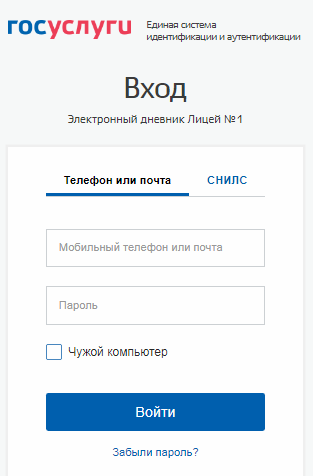 госуслуги
Единая система
идентификации и аутентификации
Вход
Электронный дневник Лицей №1
Телефон или почта СНИЛС
Мобильный телефон или почта
Пароль
Чужой компьютер
Войти
Забыли пароль?